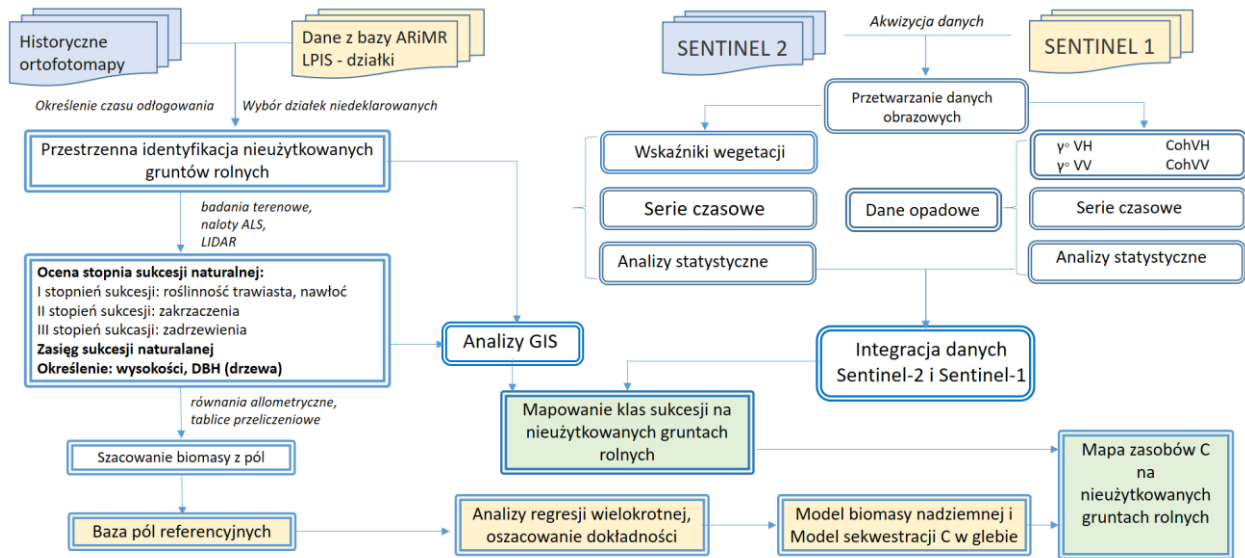 Historyczne
ortofotomapy
Dane z bazy ARiMR
LPIS - działki
SENTINEL 2
Akwizycja danych
SENTINEL 1
Określenie czasu odłogowania
Wybór działek niedeklarowanych
Przetwarzanie danych
obrazowych
Przestrzenna identyfikacja nieużytkowanych
gruntów rolnych
Wskaźniki wegetacji
γ° VH CohVH
γ° VV CohVV
badania terenowe,
naloty ALS,
LIDAR
Serie czasowe
Dane opadowe
Serie czasowe
Ocena stopnia sukcesji naturalnej:
I stopnień sukcesji: roślinność trawiasta, nawłoć
II stopień sukcesji: zakrzaczenia
III stopień sukcasji: zadrzewienia
Zasięg sukcesji naturalanej
Określenie: wysokości, DBH (drzewa)
Analizy statystyczne
Analizy statystyczne
Analizy GIS
Integracja danych
Sentinel-2 i Sentinel-1
równania allometryczne,
tablice przeliczeniowe
Mapowanie klas sukcesji na
nieużytkowanych gruntach
rolnych
Szacowanie biomasy z pól
Mapa zasobów C
na
nieużytkowanych
gruntach rolnych
Baza pól referencyjnych
Analizy regresji wielokrotnej,
oszacowanie dokładności
Model biomasy nadziemnej i
Model sekwestracji C w glebie